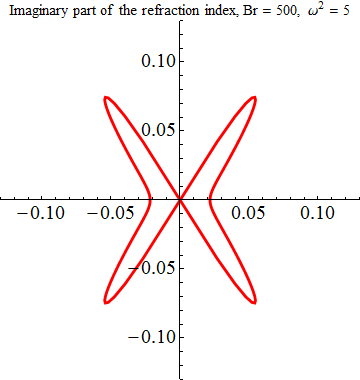 Imaginary part of the refraction index, Br = 500, ω² = 5
0.10
0.05
−0.10 −0.05 0.05 0.10
−0.05
−0.10